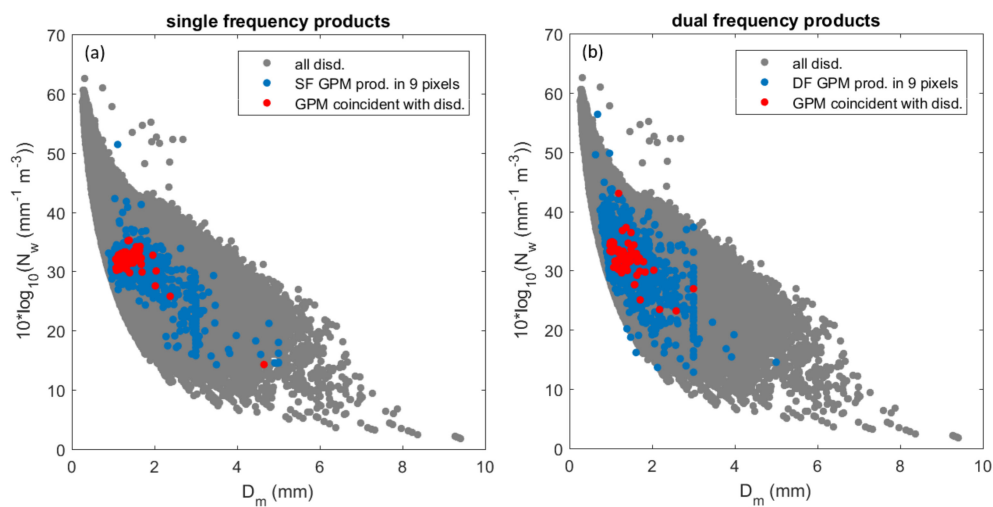 single frequency products
(a)
all disd.
SF GPM prod. in 9 pixels
GPM coincident with disd.
70
60
50
40
30
20
10
0
10*log10(Nw (mm-1 m-3))
0 2 4 6 8 10
Dm (mm)
dual frequency products
(b)
all disd.
DF GPM prod. in 9 pixels
GPM coincident with disd.
70
60
50
40
30
20
10
0
10*log10(Nw (mm-1 m-3))
0 2 4 6 8 10
Dm (mm)